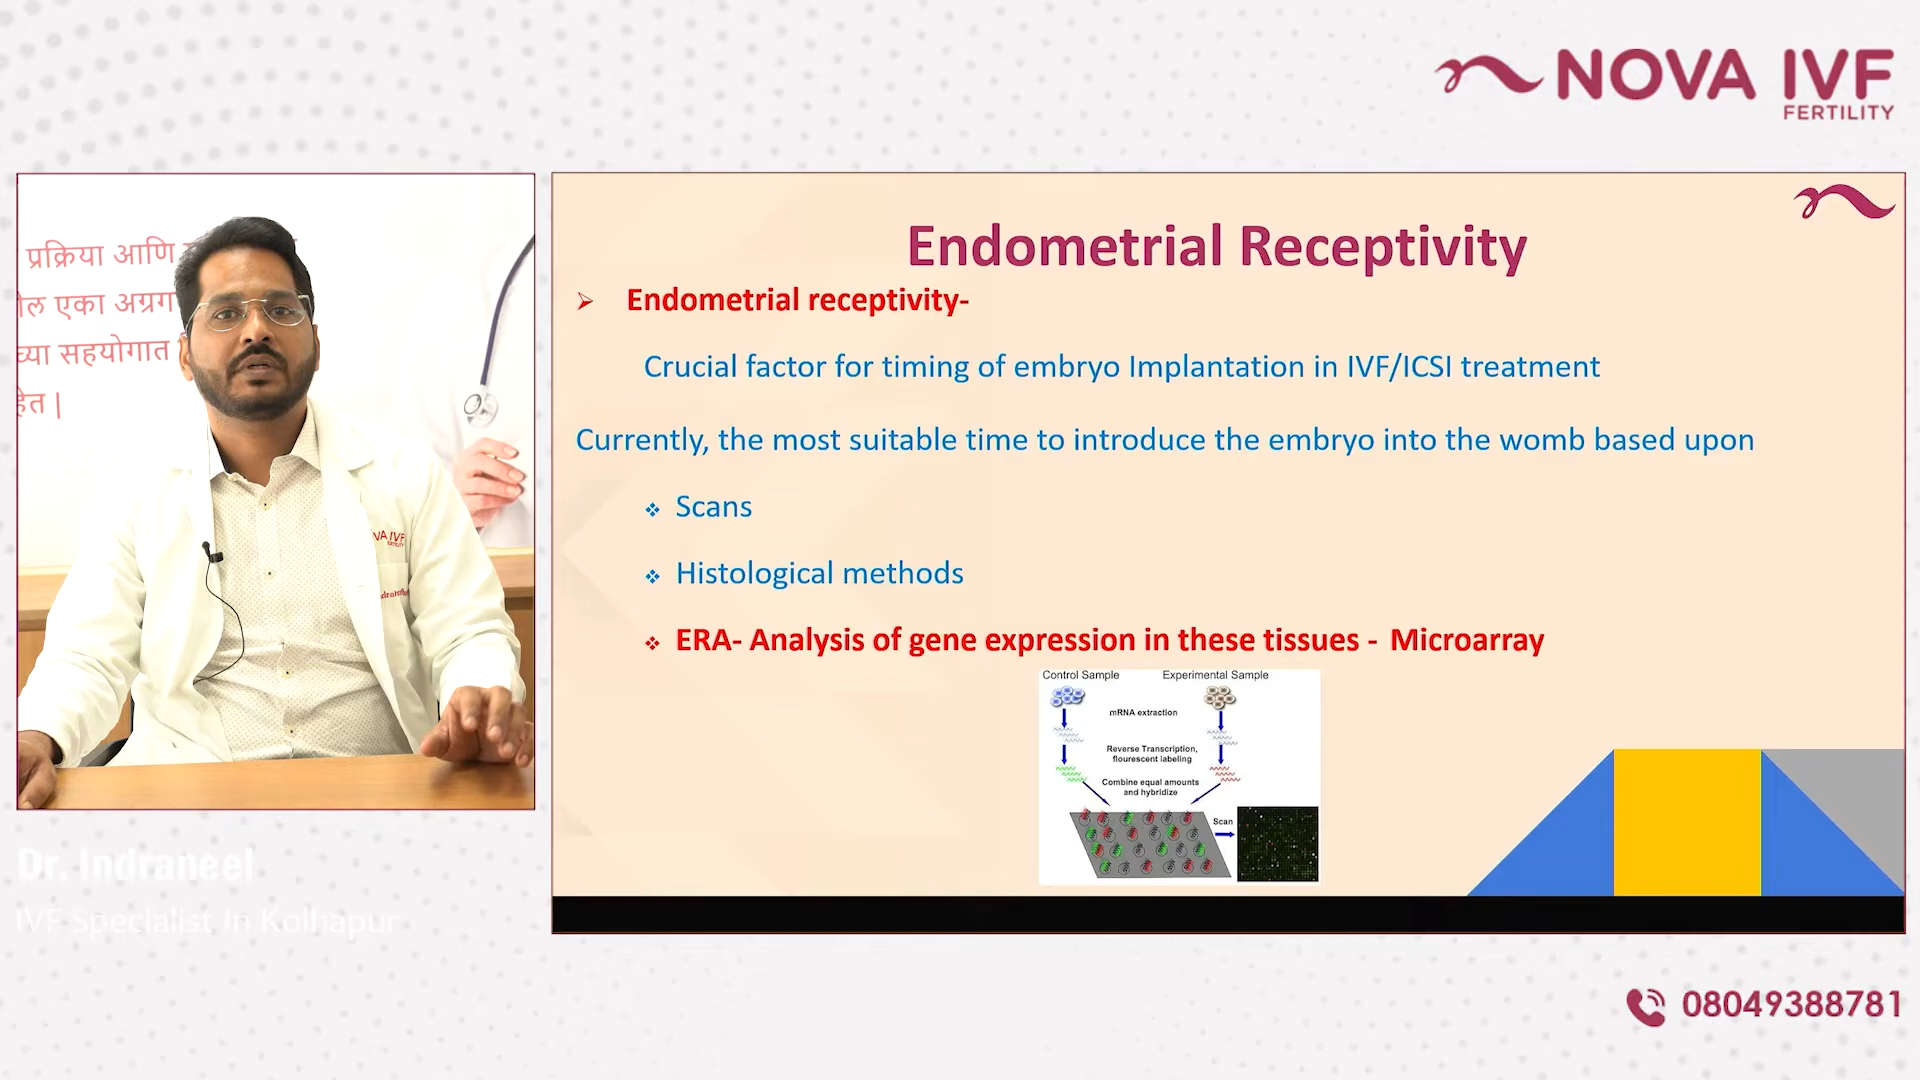 NOVA IVF
FERTILITY
प्रक्रिया आणि
एका अग्रग
च्या सहयोगात
हेत |
VA IVF
FERTILITY
Endometrial Receptivity
➢ Endometrial receptivity-
Crucial factor for timing of embryo Implantation in IVF/ICSI treatment
Currently, the most suitable time to introduce the embryo into the womb based upon
❖ Scans
❖ Histological methods
❖ ERA- Analysis of gene expression in these tissues - Microarray
Control Sample Experimental Sample
mRNA extraction
Reverse Transcription,
flourescent labeling
Combine equal amounts
and hybridize
Scan
Dr. Indraneel
IVF Specialist In Kolhapur
08049388781